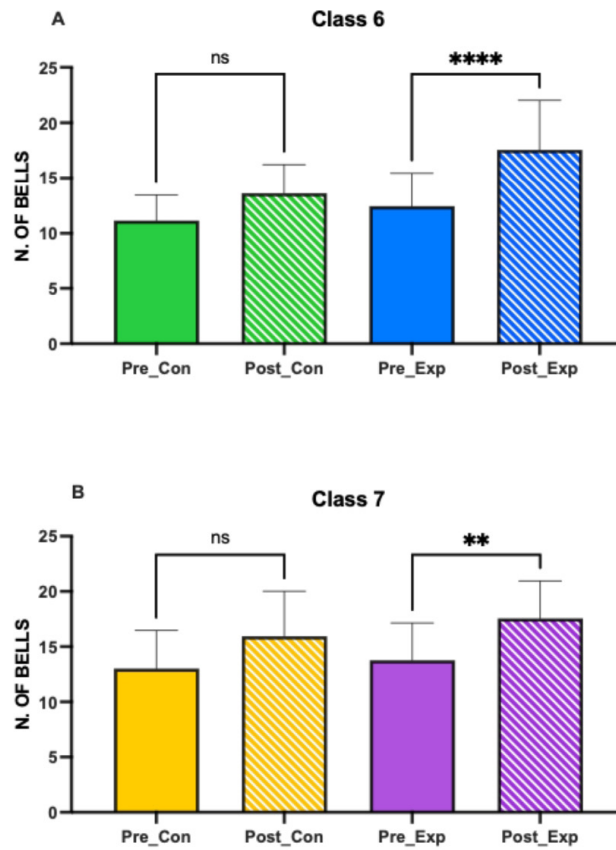 A
Class 6
ns
****
25
20
15
10
5
0
N. OF BELLS
Pre_Con Post_Con Pre_Exp Post_Exp
B
Class 7
ns
**
25
20
15
10
5
0
N. OF BELLS
Pre_Con Post_Con Pre_Exp Post_Exp